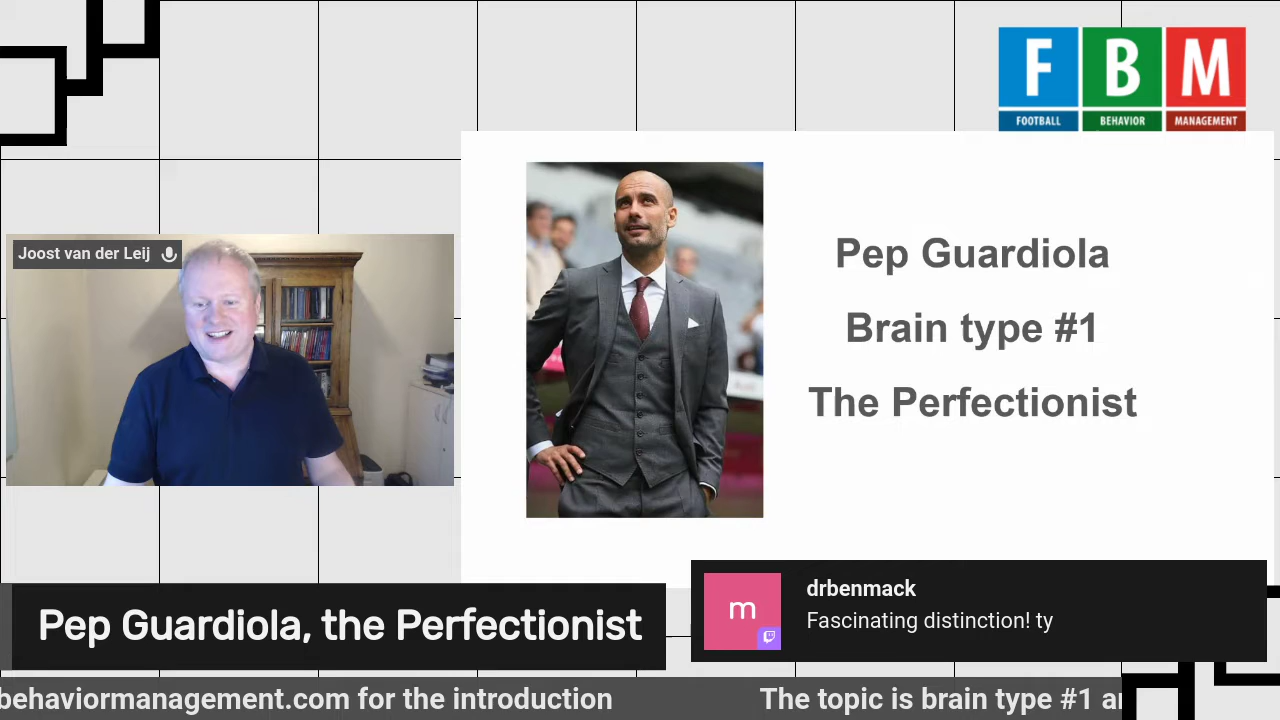 F B M
FOOTBALL BEHAVIOR MANAGEMENT
Joost van der Leij
Pep Guardiola
Brain type #1
The Perfectionist
drbenmack
m
Fascinating distinction! ty
Pep Guardiola, the Perfectionist
behaviormanagement.com for the introduction
The topic is brain type #1